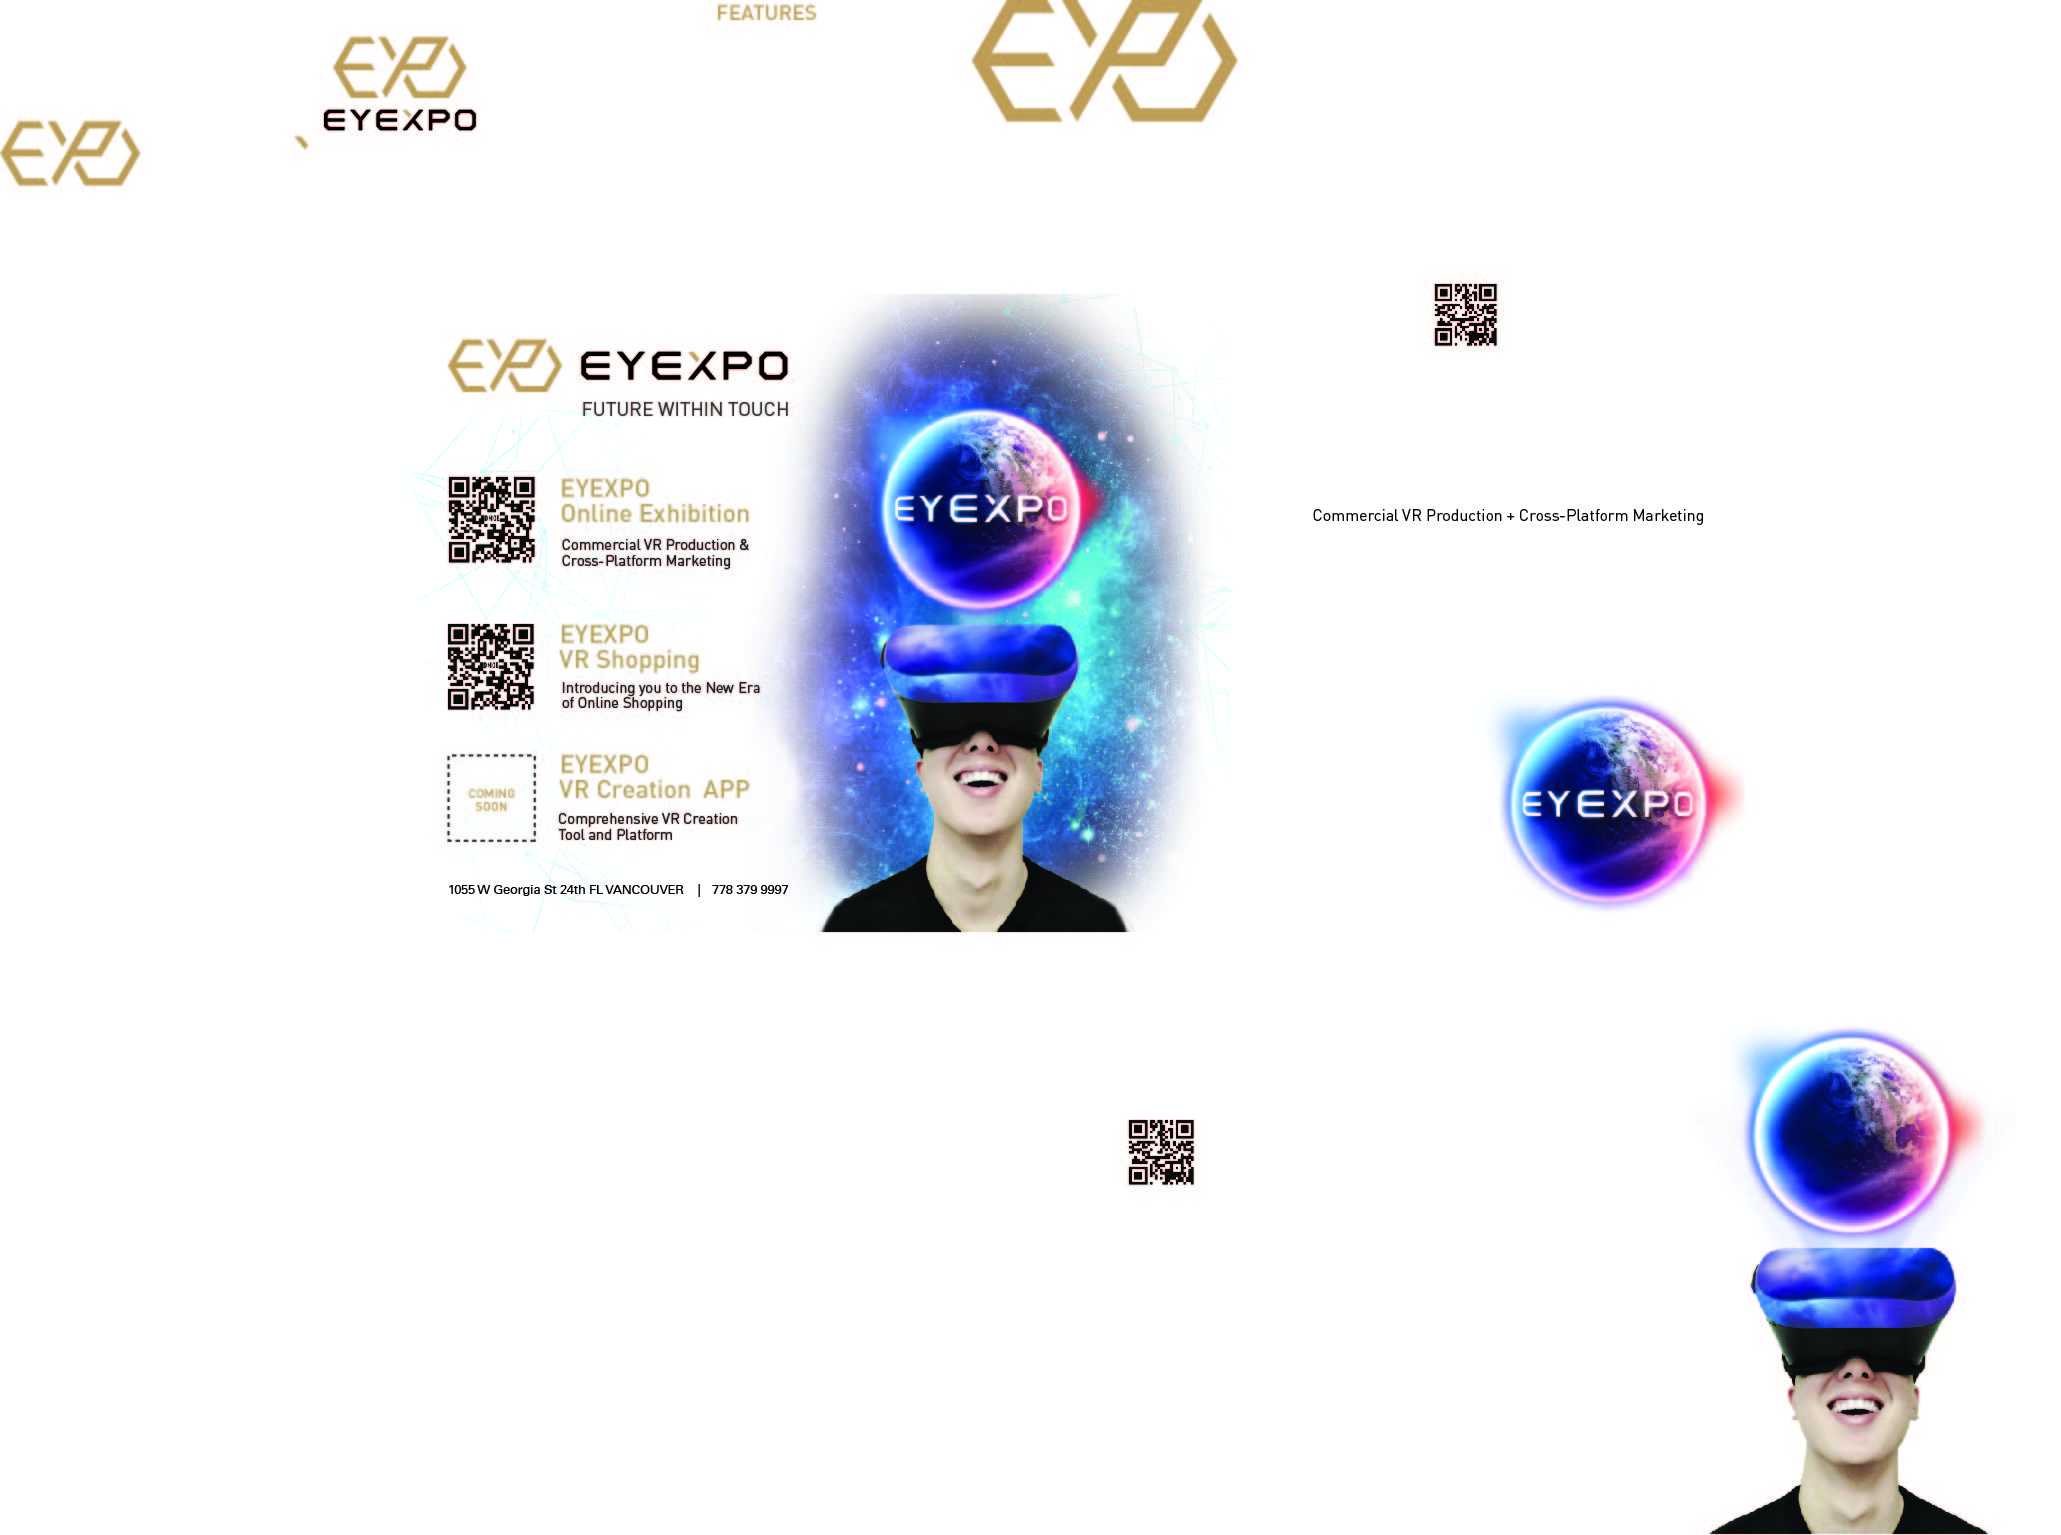 FEATURES
EYEXPO
EYEXPO
FUTURE WITHIN TOUCH
EYEXPO
Online Exhibition
Commercial VR Production &
Cross-Platform Marketing
EYEXPO
VR Shopping
Introducing you to the New Era
of Online Shopping
COMING
SOON
EYEXPO
VR Creation APP
Comprehensive VR Creation
Tool and Platform
1055 W Georgia St 24th FL VANCOUVER | 778 379 9997
EYEXPO
Commercial VR Production + Cross-Platform Marketing
EYEXPO